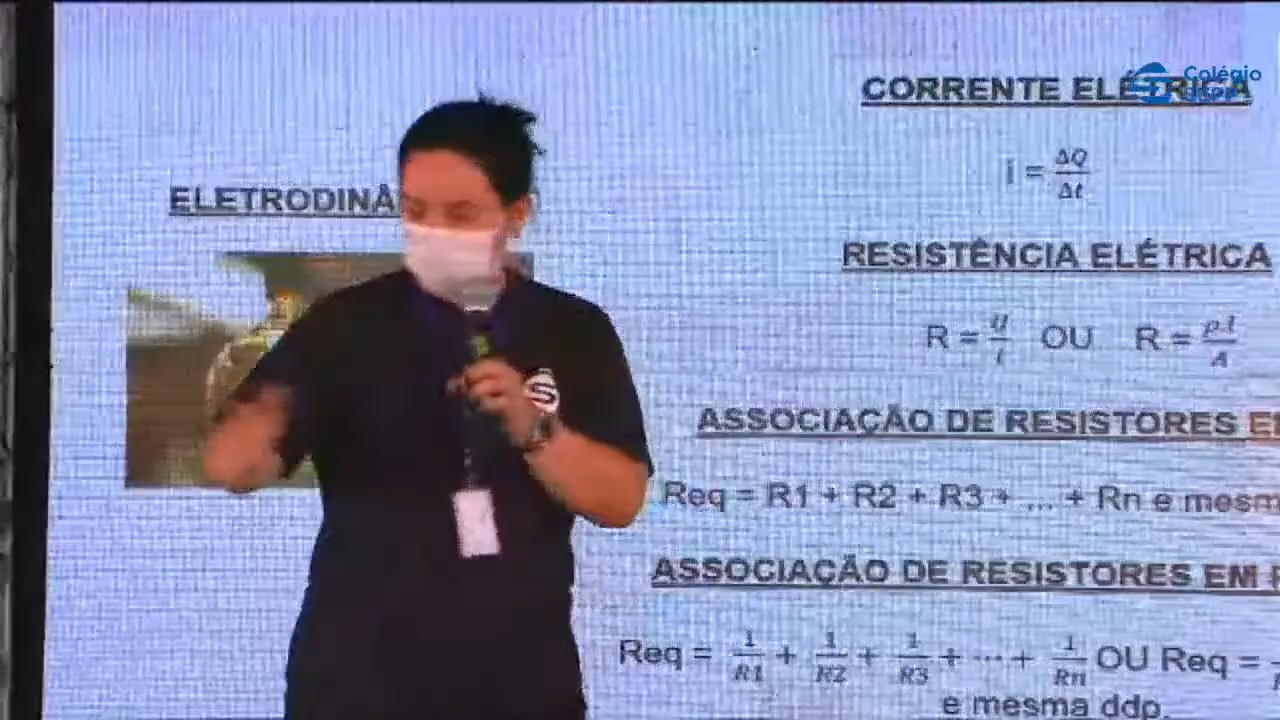 Colégio
CORRENTE ELÉTRICA
i = ΔQ/Δt
ELETRODINÂ
RESISTÊNCIA ELÉTRICA
R = U/i OU R = ρ.l/A
ASSOCIAÇÃO DE RESISTORES E
Req = R1 + R2 + R3 + ... + Rn e mesm
ASSOCIAÇÃO DE RESISTORES EM
Req = 1/R1 + 1/R2 + 1/R3 + ⋯ + 1/Rn OU Req =
e mesma ddp.
S